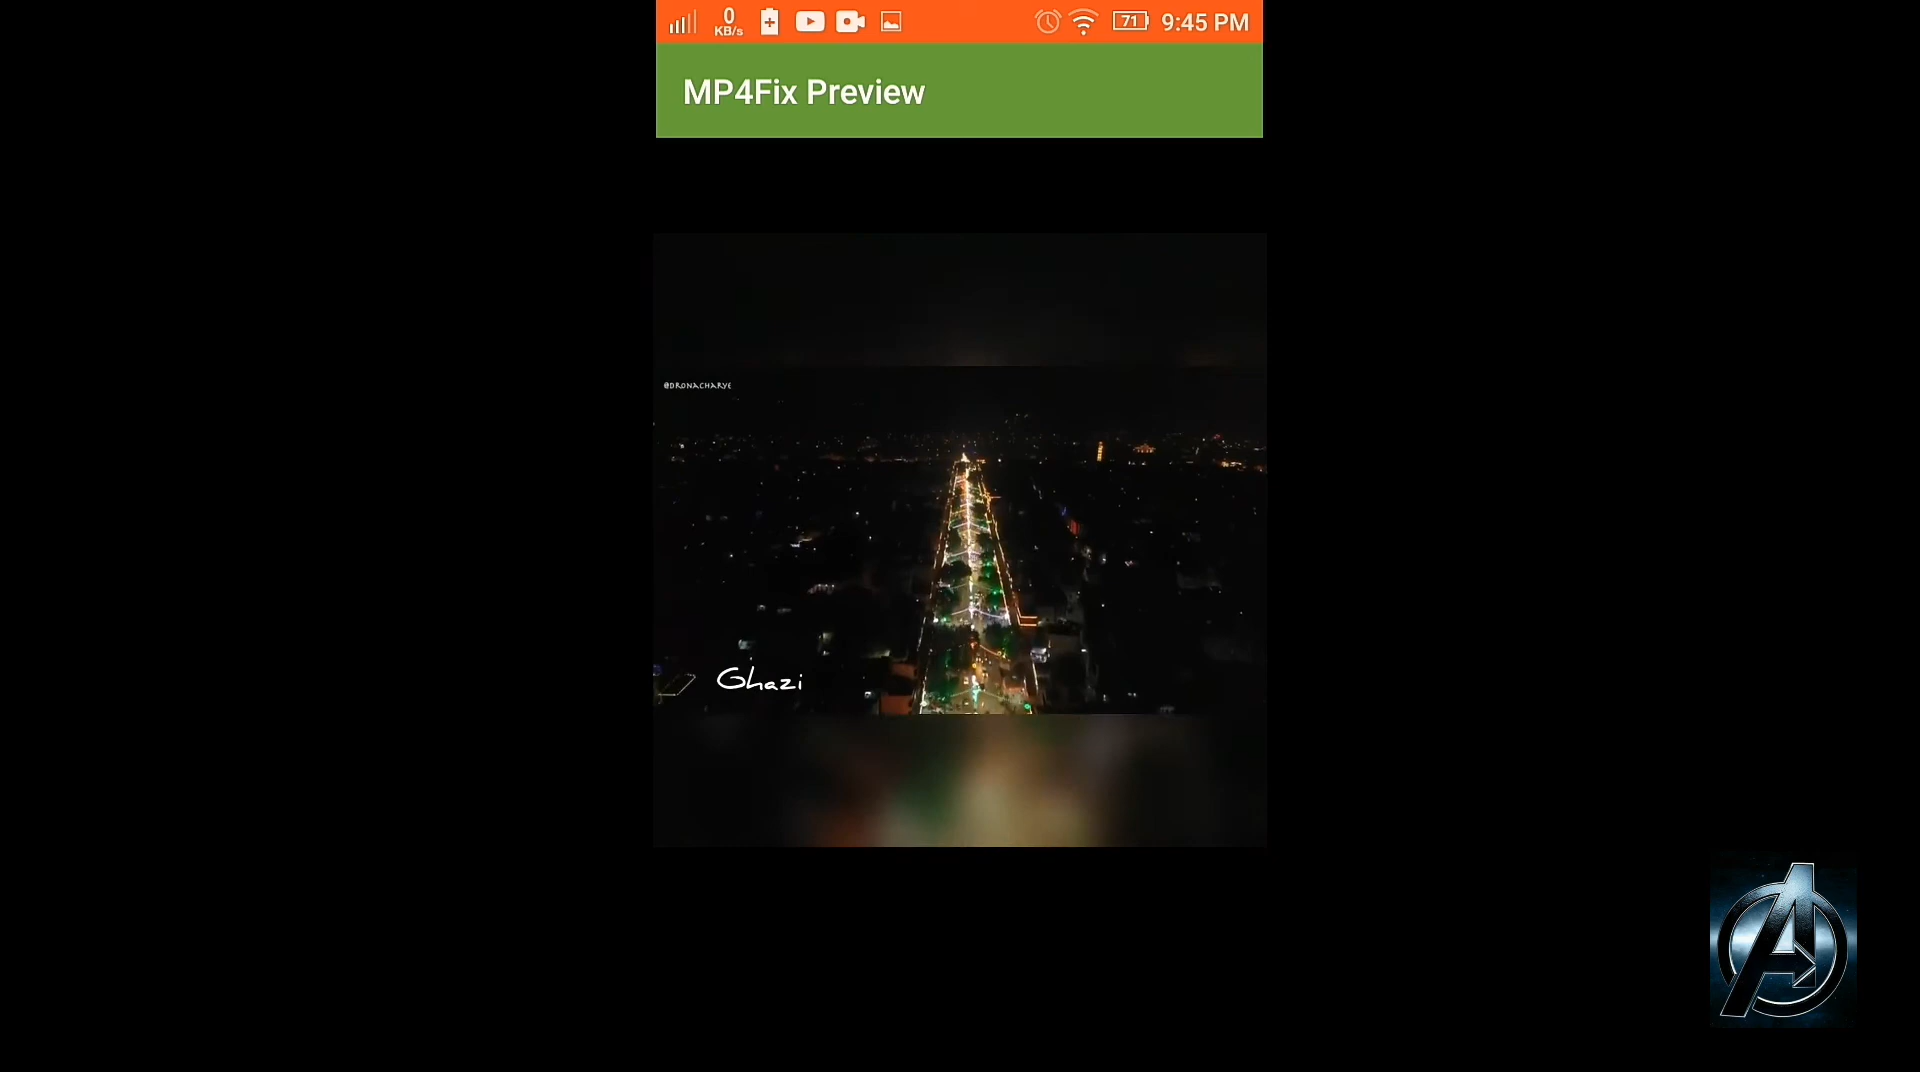 0
KB/s
71
9:45 PM
MP4Fix Preview
@DRONACHARYE
Ghazi